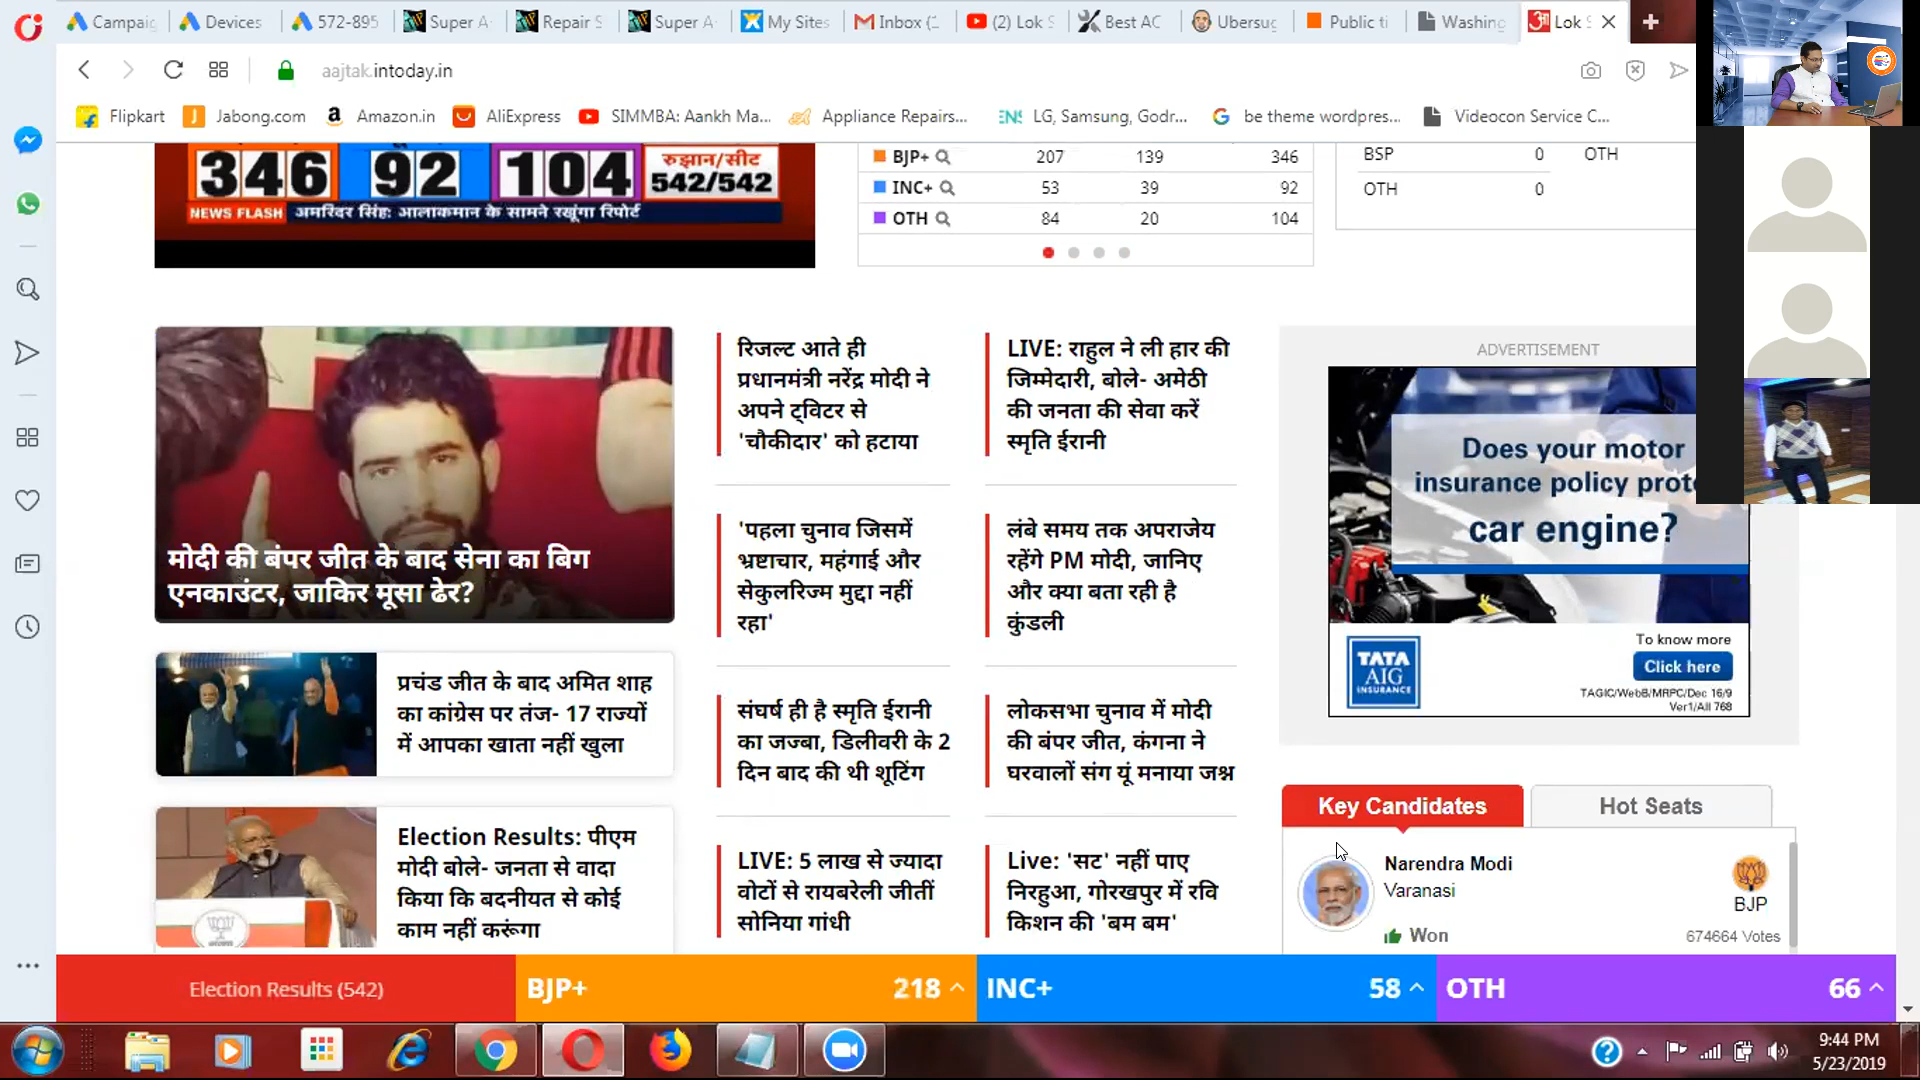 Campaig
Devices
572-895
Super A
Repair S
Super A
My Sites
Inbox (1
(2) Lok S
Best AC
Ubersug
Public ti
Washing
Lok S
aajtak.intoday.in
Flipkart
Jabong.com
Amazon.in
AliExpress
SIMMBA: Aankh Ma...
Appliance Repairs...
LG, Samsung, Godr...
be theme wordpres...
Videocon Service C...
346
92
104
रुझान/सीट
542/542
NEWS FLASH अमरिंदर सिंह: आलाकमान के सामने रखूंगा रिपोर्ट
BJP+ 207 139 346
INC+ 53 39 92
OTH 84 20 104
BSP 0 OTH
OTH 0
मोदी की बंपर जीत के बाद सेना का बिग
एनकाउंटर, जाकिर मूसा ढेर?
प्रचंड जीत के बाद अमित शाह
का कांग्रेस पर तंज- 17 राज्यों
में आपका खाता नहीं खुला
Election Results: पीएम
मोदी बोले- जनता से वादा
किया कि बदनीयत से कोई
काम नहीं करूंगा
रिजल्ट आते ही
प्रधानमंत्री नरेंद्र मोदी ने
अपने ट्विटर से
'चौकीदार' को हटाया
'पहला चुनाव जिसमें
भ्रष्टाचार, महंगाई और
सेकुलरिज्म मुद्दा नहीं
रहा'
संघर्ष ही है स्मृति ईरानी
का जज्बा, डिलीवरी के 2
दिन बाद की थी शूटिंग
LIVE: 5 लाख से ज्यादा
वोटों से रायबरेली जीतीं
सोनिया गांधी
LIVE: राहुल ने ली हार की
जिम्मेदारी, बोले- अमेठी
की जनता की सेवा करें
स्मृति ईरानी
लंबे समय तक अपराजेय
रहेंगे PM मोदी, जानिए
और क्या बता रही है
कुंडली
लोकसभा चुनाव में मोदी
की बंपर जीत, कंगना ने
घरवालों संग यूं मनाया जश्न
Live: 'सट' नहीं पाए
निरहुआ, गोरखपुर में रवि
किशन की 'बम बम'
ADVERTISEMENT
Does your motor
insurance policy prote
car engine?
TATA
AIG
INSURANCE
To know more
Click here
TAGIC/WebB/MRPC/Dec 16/9
Ver1/All 768
Key Candidates
Hot Seats
Narendra Modi
Varanasi
BJP
Won
674664 Votes
Election Results (542)
BJP+ 218
INC+ 58
OTH 66
9:44 PM
5/23/2019